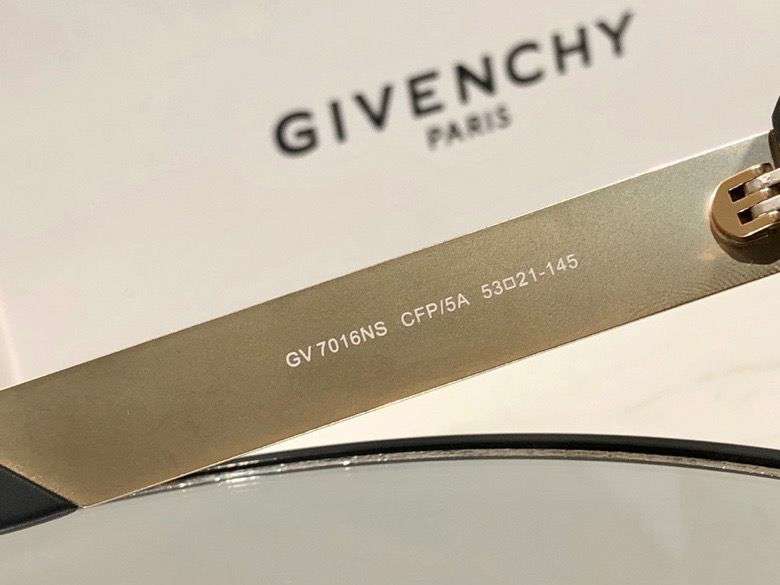 GIVENCHY
PARIS
GV 7016NS CFP/5A 53□21-145